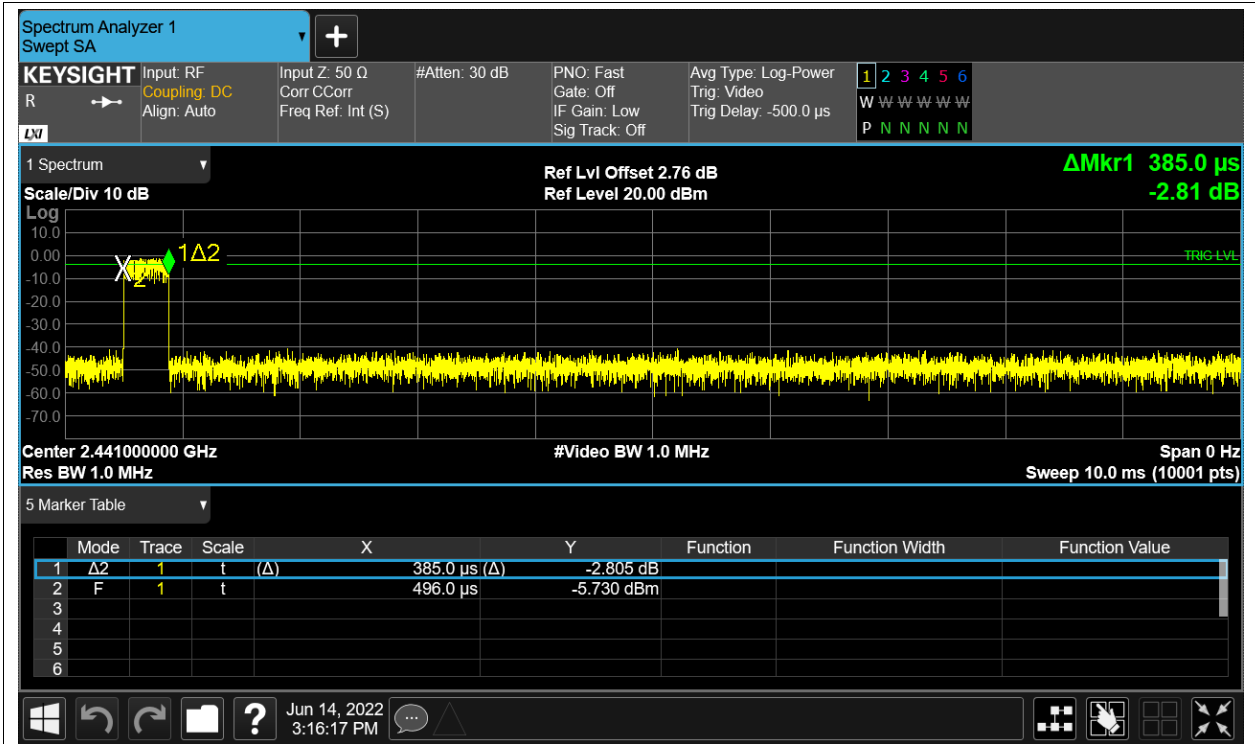 Spectrum Analyzer 1
Swept SA
KEYSIGHT
R
LXI
Input: RF
Coupling: DC
Align: Auto
Input Z: 50 Ω
Corr CCorr
Freq Ref: Int (S)
#Atten: 30 dB
PNO: Fast
Gate: Off
IF Gain: Low
Sig Track: Off
Avg Type: Log-Power
Trig: Video
Trig Delay: -500.0 µs
1 2 3 4 5 6
W W W W W W
P N N N N N
1 Spectrum
Scale/Div 10 dB
Ref Lvl Offset 2.76 dB
Ref Level 20.00 dBm
ΔMkr1 385.0 µs
-2.81 dB
Log
10.0
0.00
-10.0
-20.0
-30.0
-40.0
-50.0
-60.0
-70.0
X
2
1Δ2
TRIG LVL
Center 2.441000000 GHz
Res BW 1.0 MHz
#Video BW 1.0 MHz
Span 0 Hz
Sweep 10.0 ms (10001 pts)
5 Marker Table
Mode Trace Scale X Y Function Function Width Function Value
1 Δ2 1 t (Δ) 385.0 µs (Δ) -2.805 dB
2 F 1 t 496.0 µs -5.730 dBm
3
4
5
6
?
Jun 14, 2022
3:16:17 PM